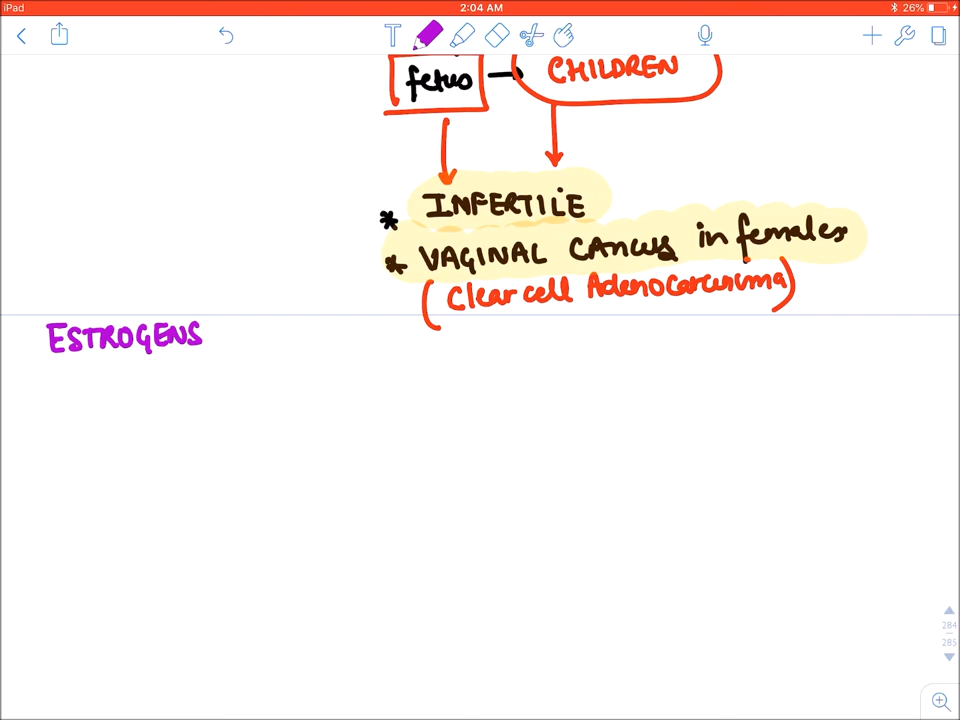 iPad 2:04 AM 26%
T
CHILDREN
fetus
* INFERTILE
* VAGINAL CANCER in females
(Clear cell Adenocarcinoma)
ESTROGENS
284
285